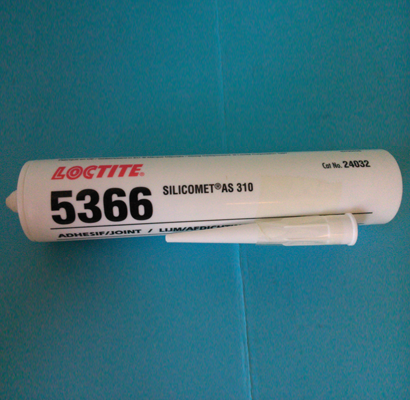 LOCTITE
5366 SILICOMET®AS 310
Cat No. 24032
ADHESIF/JOINT /